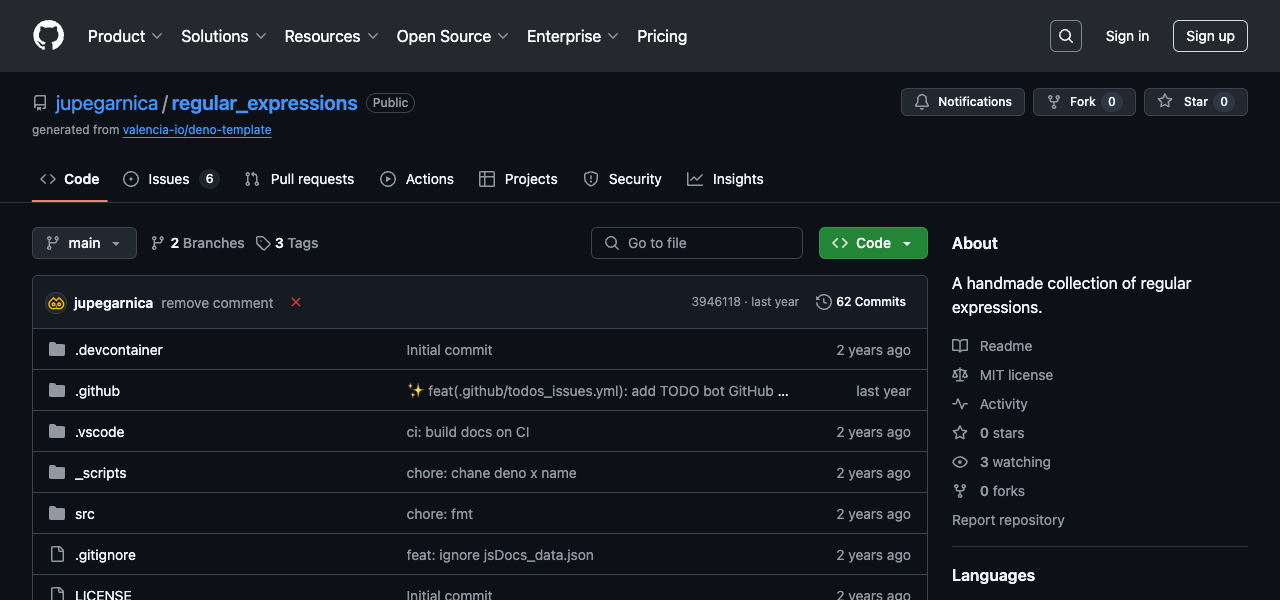 Product Solutions Resources Open Source Enterprise Pricing Sign in Sign up
jupegarnica / regular_expressions Public Notifications Fork 0 Star 0
generated from valencia-io/deno-template
Code Issues 6 Pull requests Actions Projects Security Insights
main 2 Branches 3 Tags Go to file Code
jupegarnica remove comment 3946118 · last year 62 Commits
.devcontainer Initial commit 2 years ago
.github ✨ feat(.github/todos_issues.yml): add TODO bot GitHub ... last year
.vscode ci: build docs on CI 2 years ago
_scripts chore: chane deno x name 2 years ago
src chore: fmt 2 years ago
.gitignore feat: ignore jsDocs_data.json 2 years ago
LICENSE Initial commit 2 years ago
About
A handmade collection of regular
expressions.
Readme
MIT license
Activity
0 stars
3 watching
0 forks
Report repository
Languages